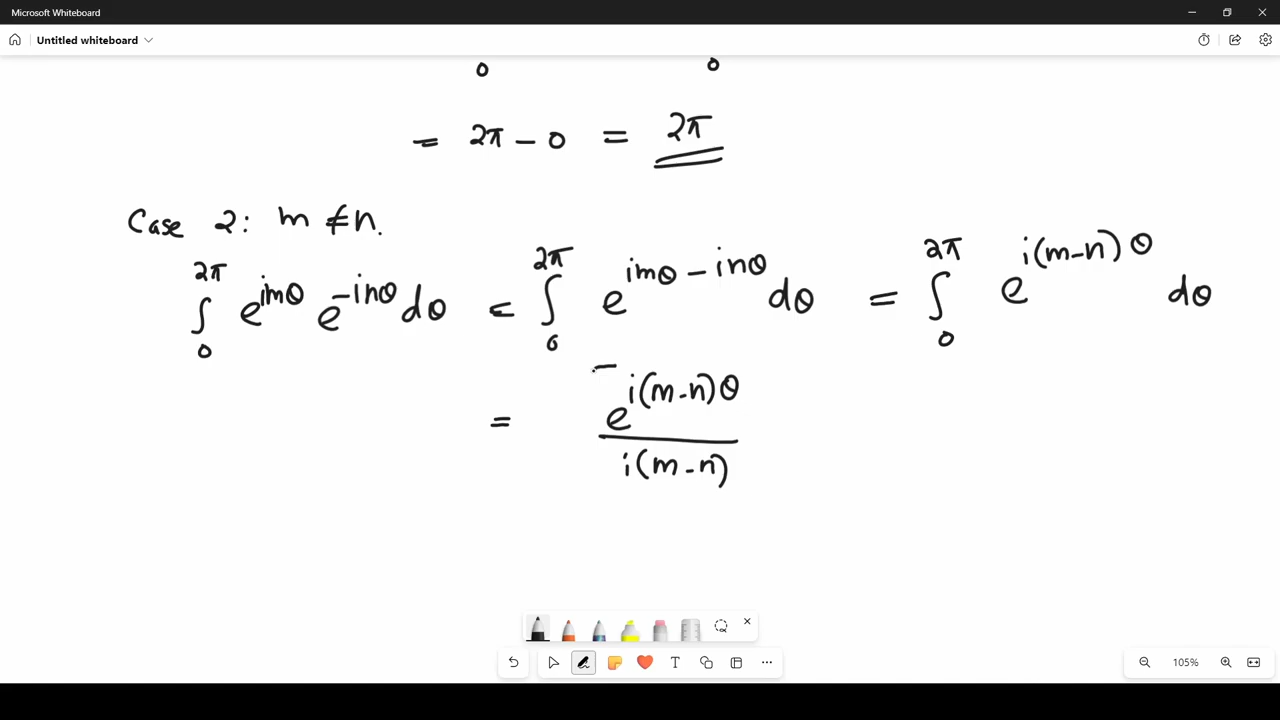 Microsoft Whiteboard
Untitled whiteboard
0 0
= 2π − 0 = 2π
Case 2: m ≠ n.
∫₀^{2π} e^{imθ} e^{−inθ} dθ = ∫₀^{2π} e^{imθ − inθ} dθ = ∫₀^{2π} e^{i(m−n)θ} dθ
= e^{i(m−n)θ} / i(m−n)
105%